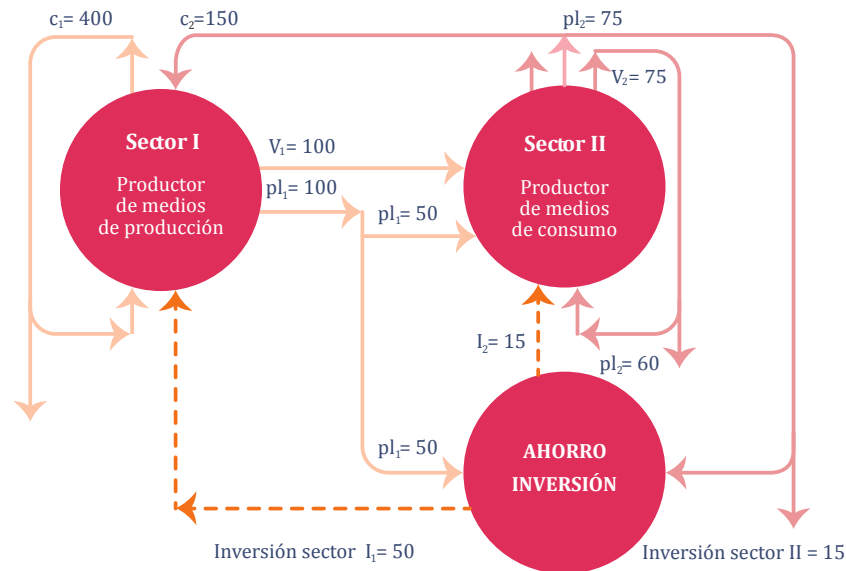 c₁= 400
c₂=150
pl₂= 75
V₂= 75
Sector I
Productor
de medios
de producción
V₁= 100
pl₁= 100
pl₁= 50
Sector II
Productor
de medios
de consumo
I₂= 15
pl₂= 60
pl₁= 50
AHORRO
INVERSIÓN
Inversión sector I₁= 50
Inversión sector II = 15